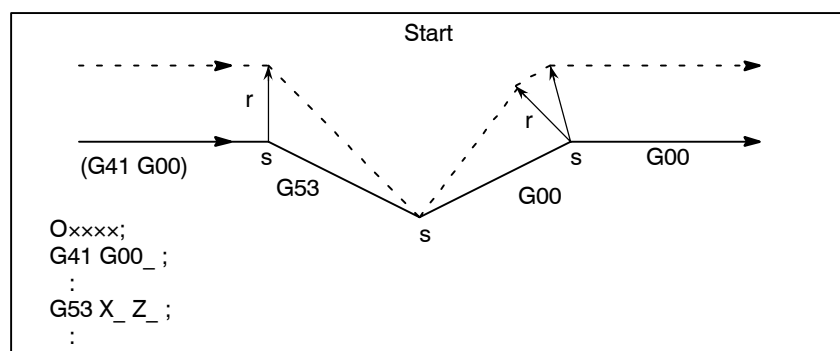 Start
r
r
s
s
G00
(G41 G00)
G53
G00
s
O××××;
G41 G00_ ;
:
G53 X_ Z_ ;
: